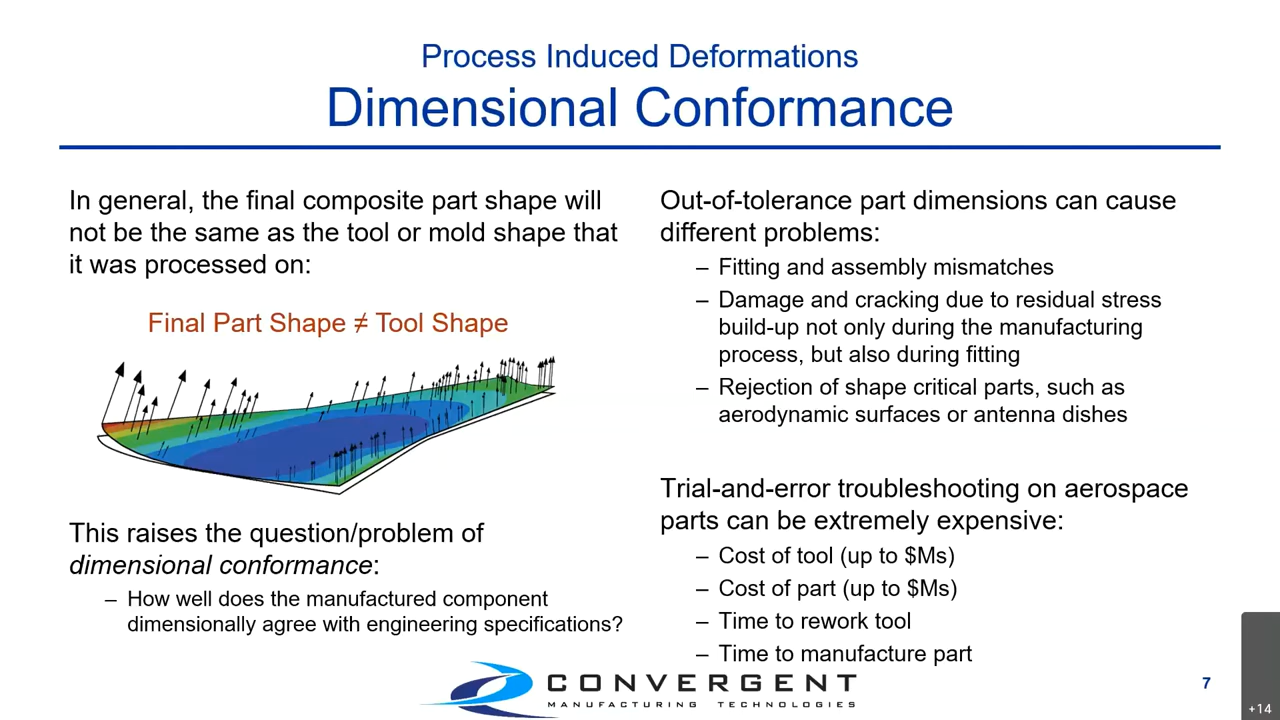 Process Induced Deformations
Dimensional Conformance
In general, the final composite part shape will
not be the same as the tool or mold shape that
it was processed on:
Final Part Shape ≠ Tool Shape
This raises the question/problem of
dimensional conformance:
– How well does the manufactured component
dimensionally agree with engineering specifications?
Out-of-tolerance part dimensions can cause
different problems:
– Fitting and assembly mismatches
– Damage and cracking due to residual stress
build-up not only during the manufacturing
process, but also during fitting
– Rejection of shape critical parts, such as
aerodynamic surfaces or antenna dishes
Trial-and-error troubleshooting on aerospace
parts can be extremely expensive:
– Cost of tool (up to $Ms)
– Cost of part (up to $Ms)
– Time to rework tool
– Time to manufacture part
CONVERGENT
MANUFACTURING TECHNOLOGIES
7
+14